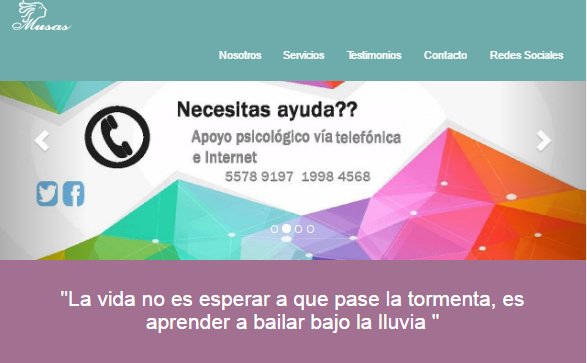 Musas
Nosotros Servicios Testimonios Contacto Redes Sociales
Necesitas ayuda??
Apoyo psicológico vía telefónica
e Internet
5578 9197 1998 4568
"La vida no es esperar a que pase la tormenta, es
aprender a bailar bajo la lluvia "